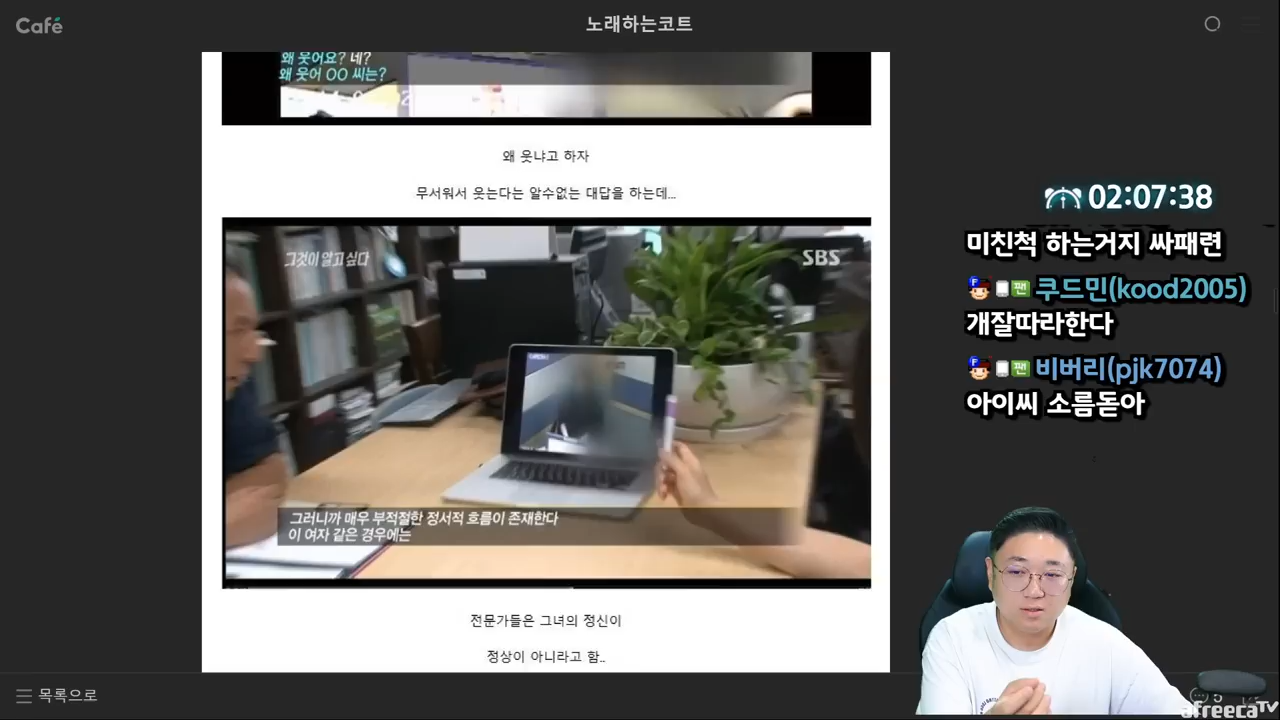 Café
노래하는코트
왜 웃어요? 네?
왜 웃어 OO 씨는?
왜 웃냐고 하자
무서워서 웃는다는 알수없는 대답을 하는데...
그것이 알고 싶다
SBS
그러니까 매우 부적절한 정서적 흐름이 존재한다
이 여자 같은 경우에는
전문가들은 그녀의 정신이
정상이 아니라고 함..
목록으로
02:07:38
미친척 하는거지 싸패련
쿠드민(kood2005)
개잘따라한다
비버리(pjk7074)
아이씨 소름돋아
5
afreecaTV